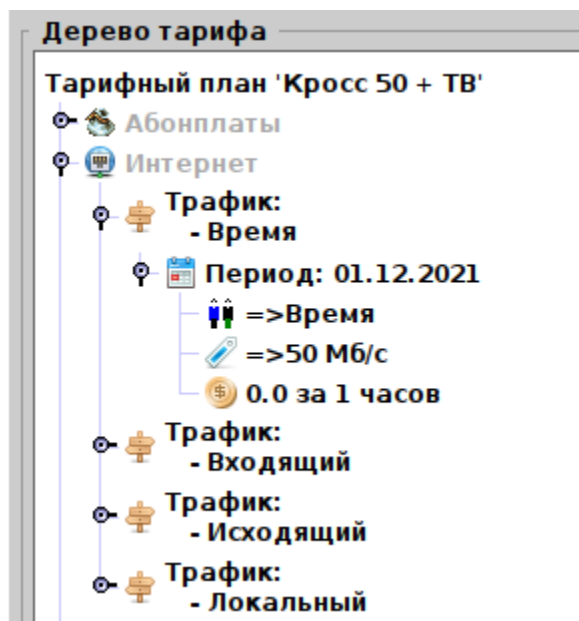 Дерево тарифа
Тарифный план 'Кросс 50 + ТВ'
Абонплаты
Интернет
Трафик:
- Время
Период: 01.12.2021
=>Время
=>50 Мб/с
0.0 за 1 часов
Трафик:
- Входящий
Трафик:
- Исходящий
Трафик:
- Локальный